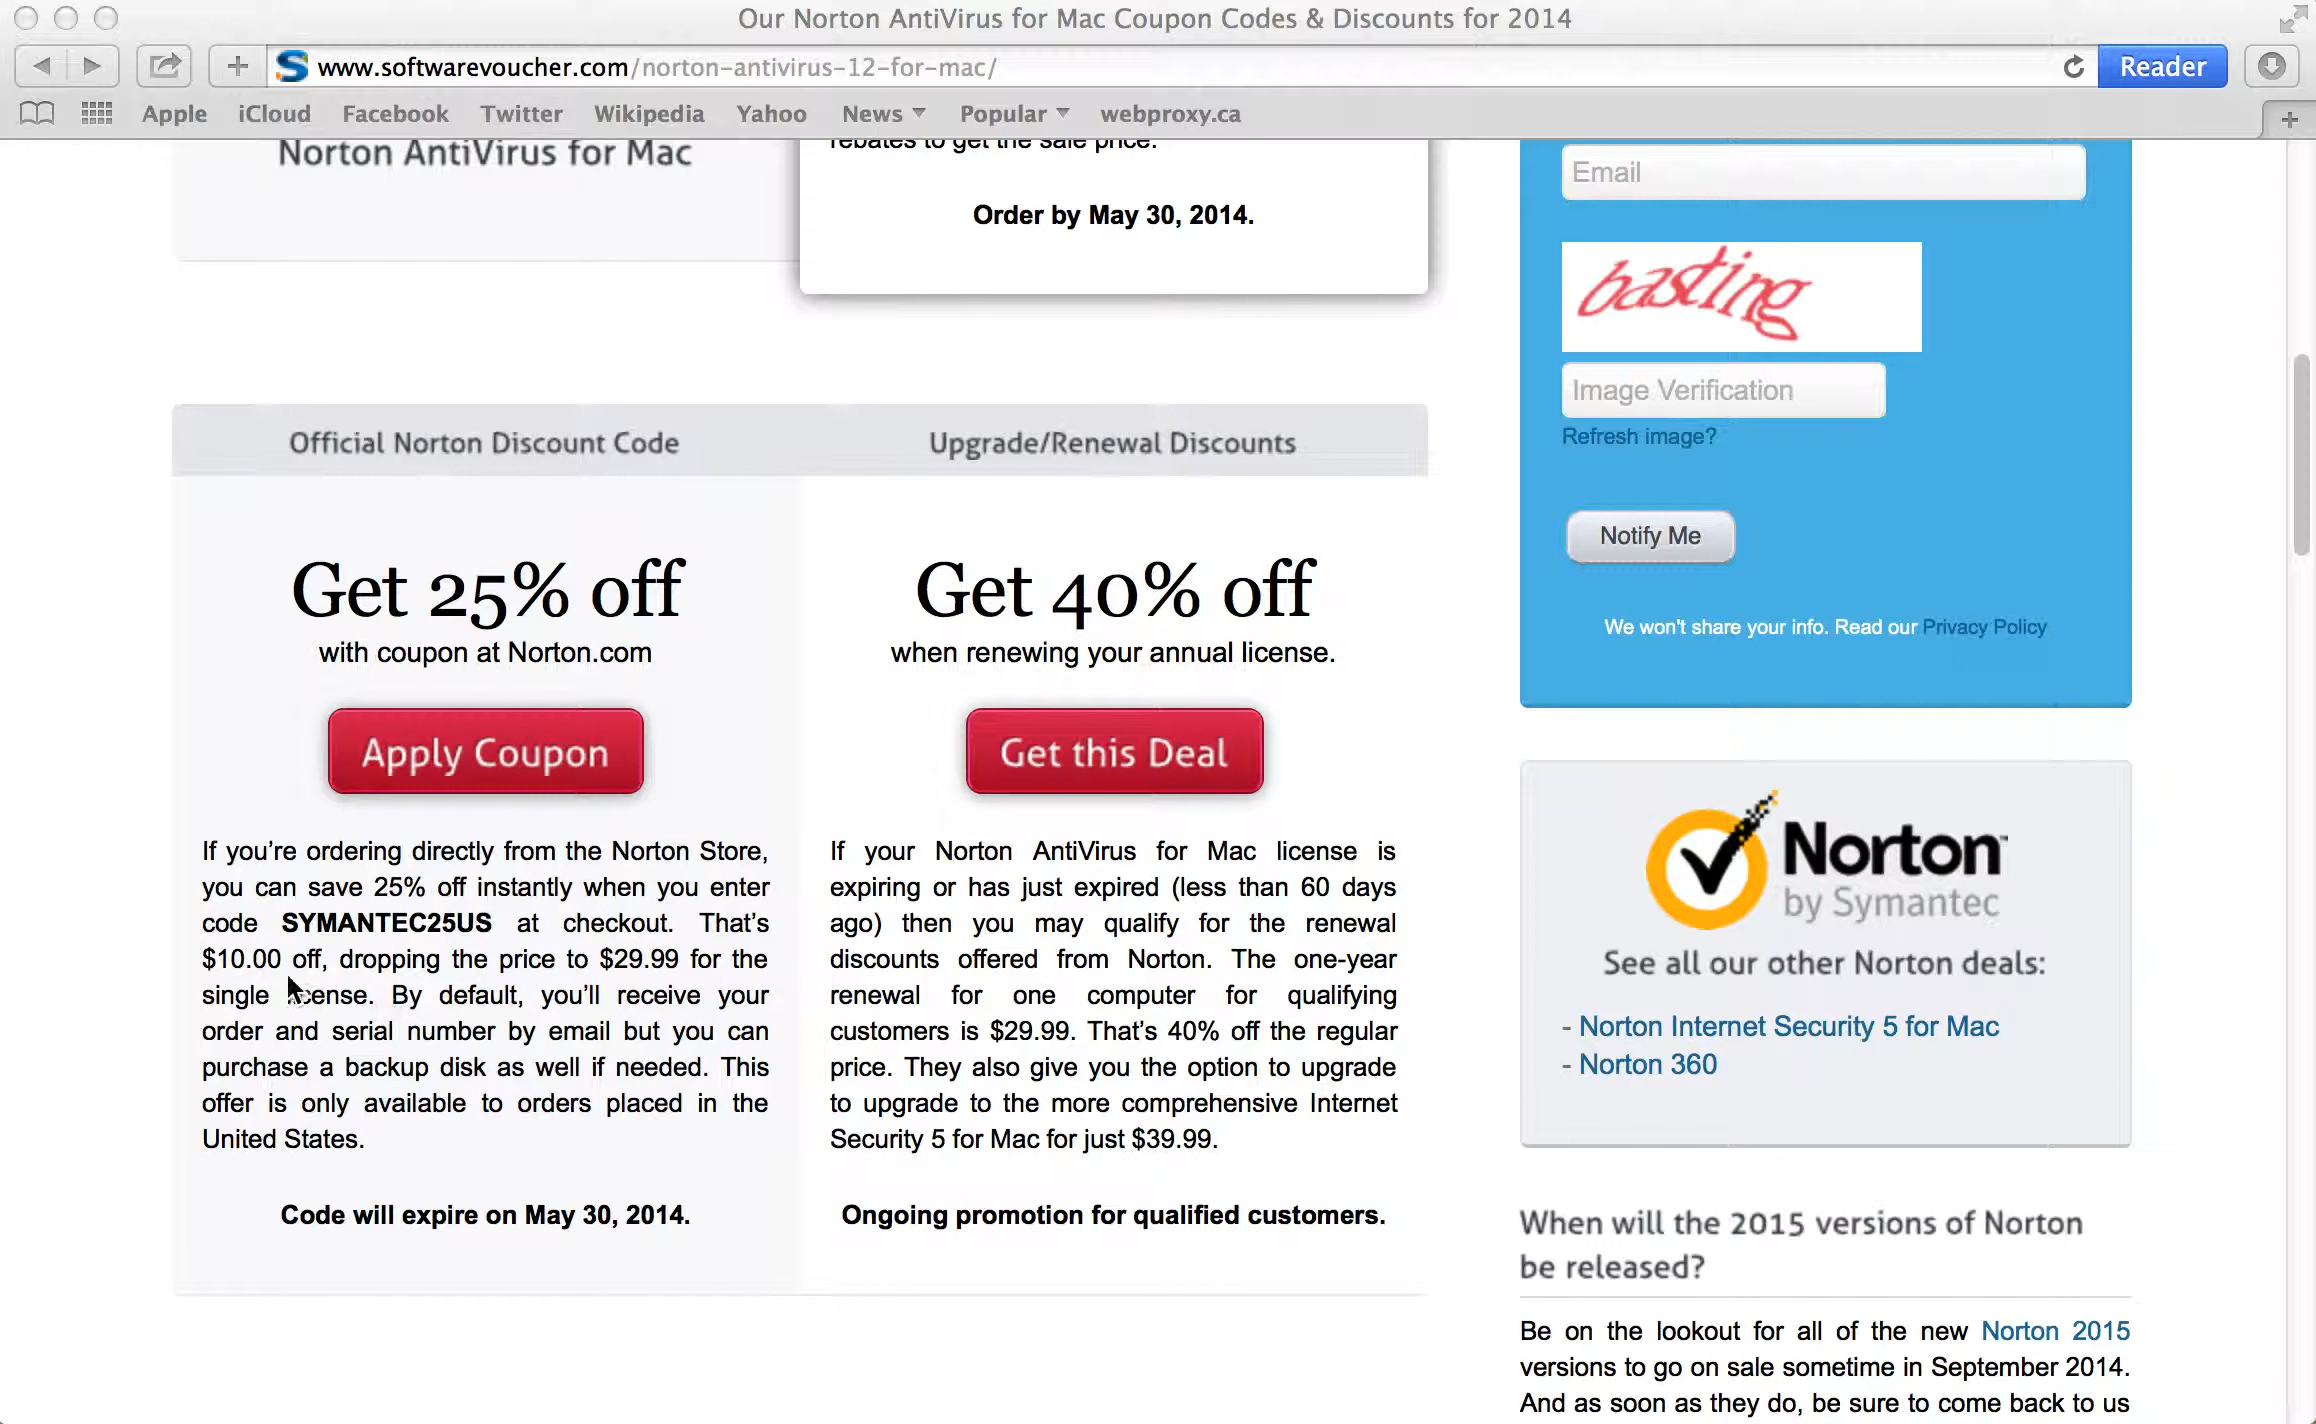 Our Norton AntiVirus for Mac Coupon Codes & Discounts for 2014
www.softwarevoucher.com/norton-antivirus-12-for-mac/
Reader
Apple iCloud Facebook Twitter Wikipedia Yahoo News Popular webproxy.ca
Norton AntiVirus for Mac
rebates to get the sale price.
Order by May 30, 2014.
Official Norton Discount Code
Get 25% off
with coupon at Norton.com
Apply Coupon
If you're ordering directly from the Norton Store,
you can save 25% off instantly when you enter
code SYMANTEC25US at checkout. That's
$10.00 off, dropping the price to $29.99 for the
single license. By default, you'll receive your
order and serial number by email but you can
purchase a backup disk as well if needed. This
offer is only available to orders placed in the
United States.
Code will expire on May 30, 2014.
Upgrade/Renewal Discounts
Get 40% off
when renewing your annual license.
Get this Deal
If your Norton AntiVirus for Mac license is
expiring or has just expired (less than 60 days
ago) then you may qualify for the renewal
discounts offered from Norton. The one-year
renewal for one computer for qualifying
customers is $29.99. That's 40% off the regular
price. They also give you the option to upgrade
to upgrade to the more comprehensive Internet
Security 5 for Mac for just $39.99.
Ongoing promotion for qualified customers.
Email
basting
Image Verification
Refresh image?
Notify Me
We won't share your info. Read our Privacy Policy
Norton
by Symantec
See all our other Norton deals:
- Norton Internet Security 5 for Mac
- Norton 360
When will the 2015 versions of Norton
be released?
Be on the lookout for all of the new Norton 2015
versions to go on sale sometime in September 2014.
And as soon as they do, be sure to come back to us